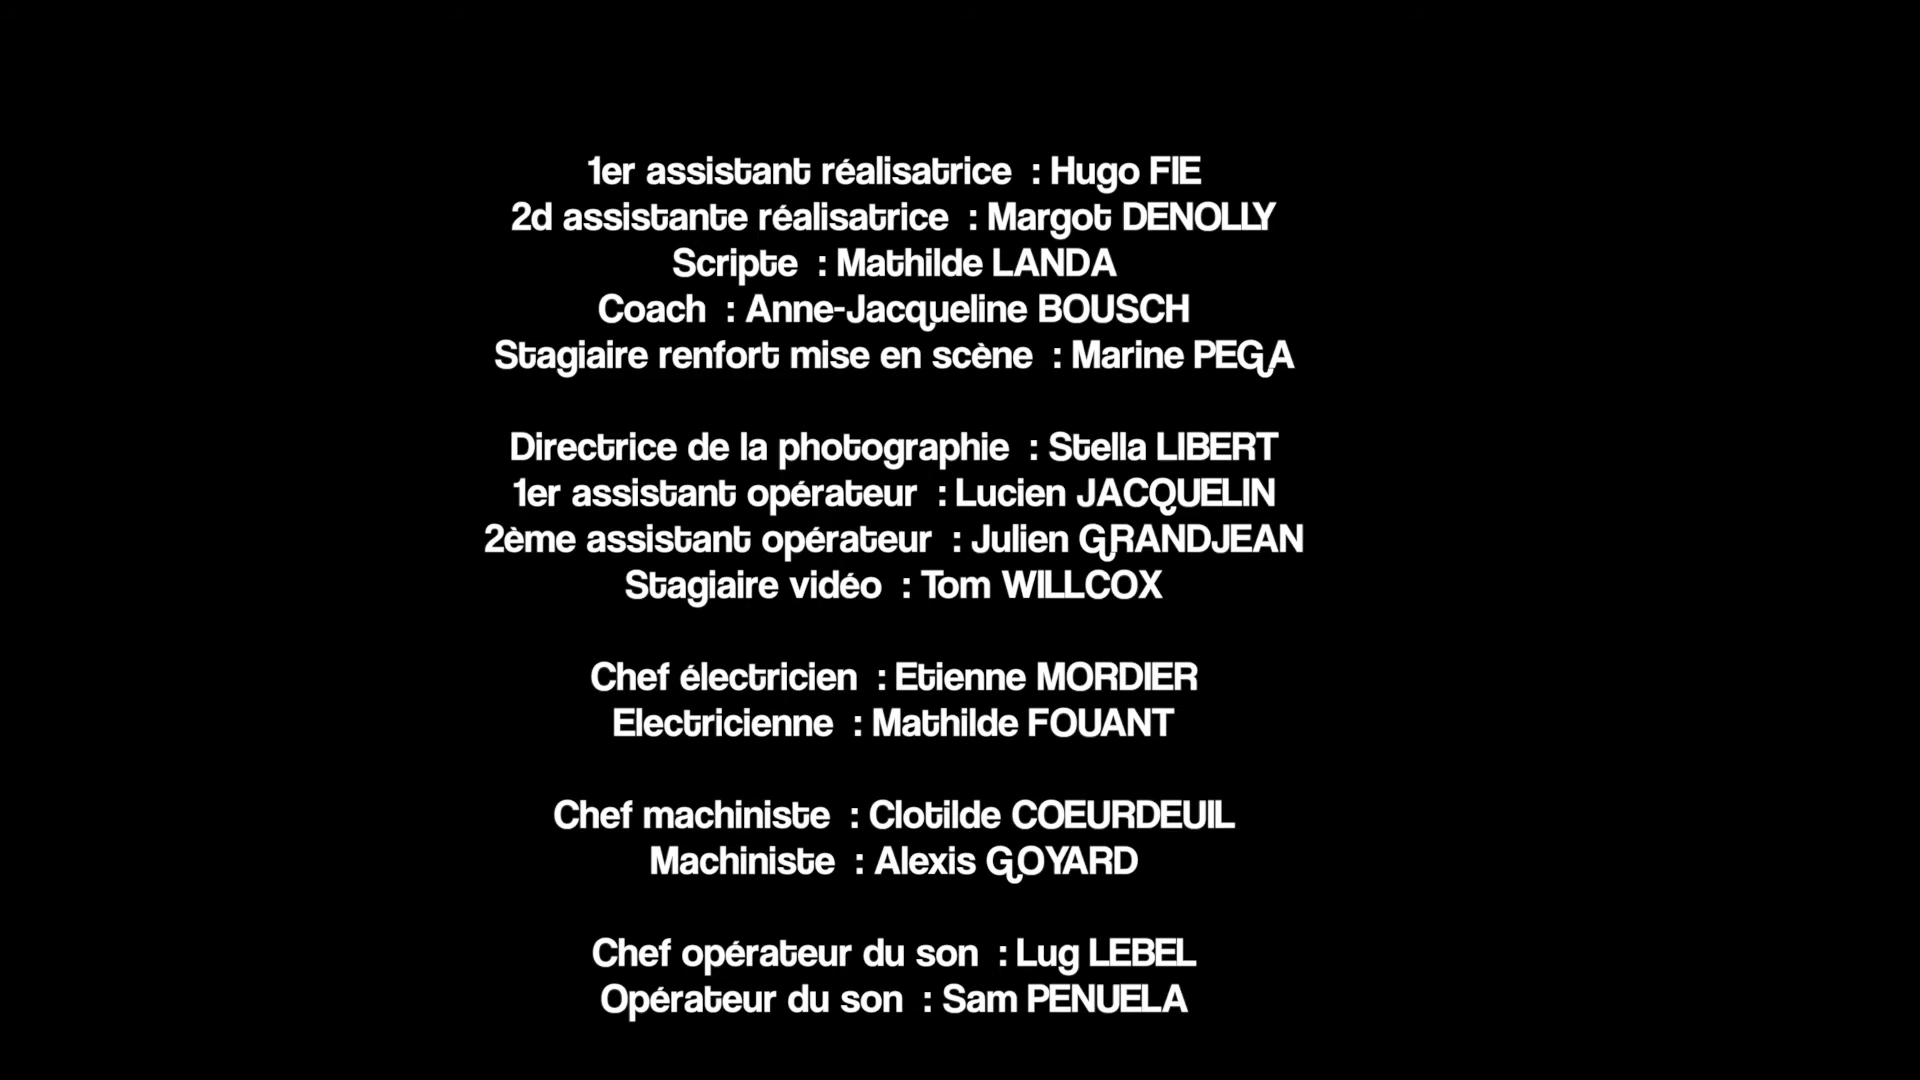 1er assistant réalisatrice : Hugo FIE
2d assistante réalisatrice : Margot DENOLLY
Scripte : Mathilde LANDA
Coach : Anne-Jacqueline BOUSCH
Stagiaire renfort mise en scène : Marine PEGA
Directrice de la photographie : Stella LIBERT
1er assistant opérateur : Lucien JACQUELIN
2ème assistant opérateur : Julien GRANDJEAN
Stagiaire vidéo : Tom WILLCOX
Chef électricien : Etienne MORDIER
Electricienne : Mathilde FOUANT
Chef machiniste : Clotilde COEURDEUIL
Machiniste : Alexis GOYARD
Chef opérateur du son : Lug LEBEL
Opérateur du son : Sam PENUELA